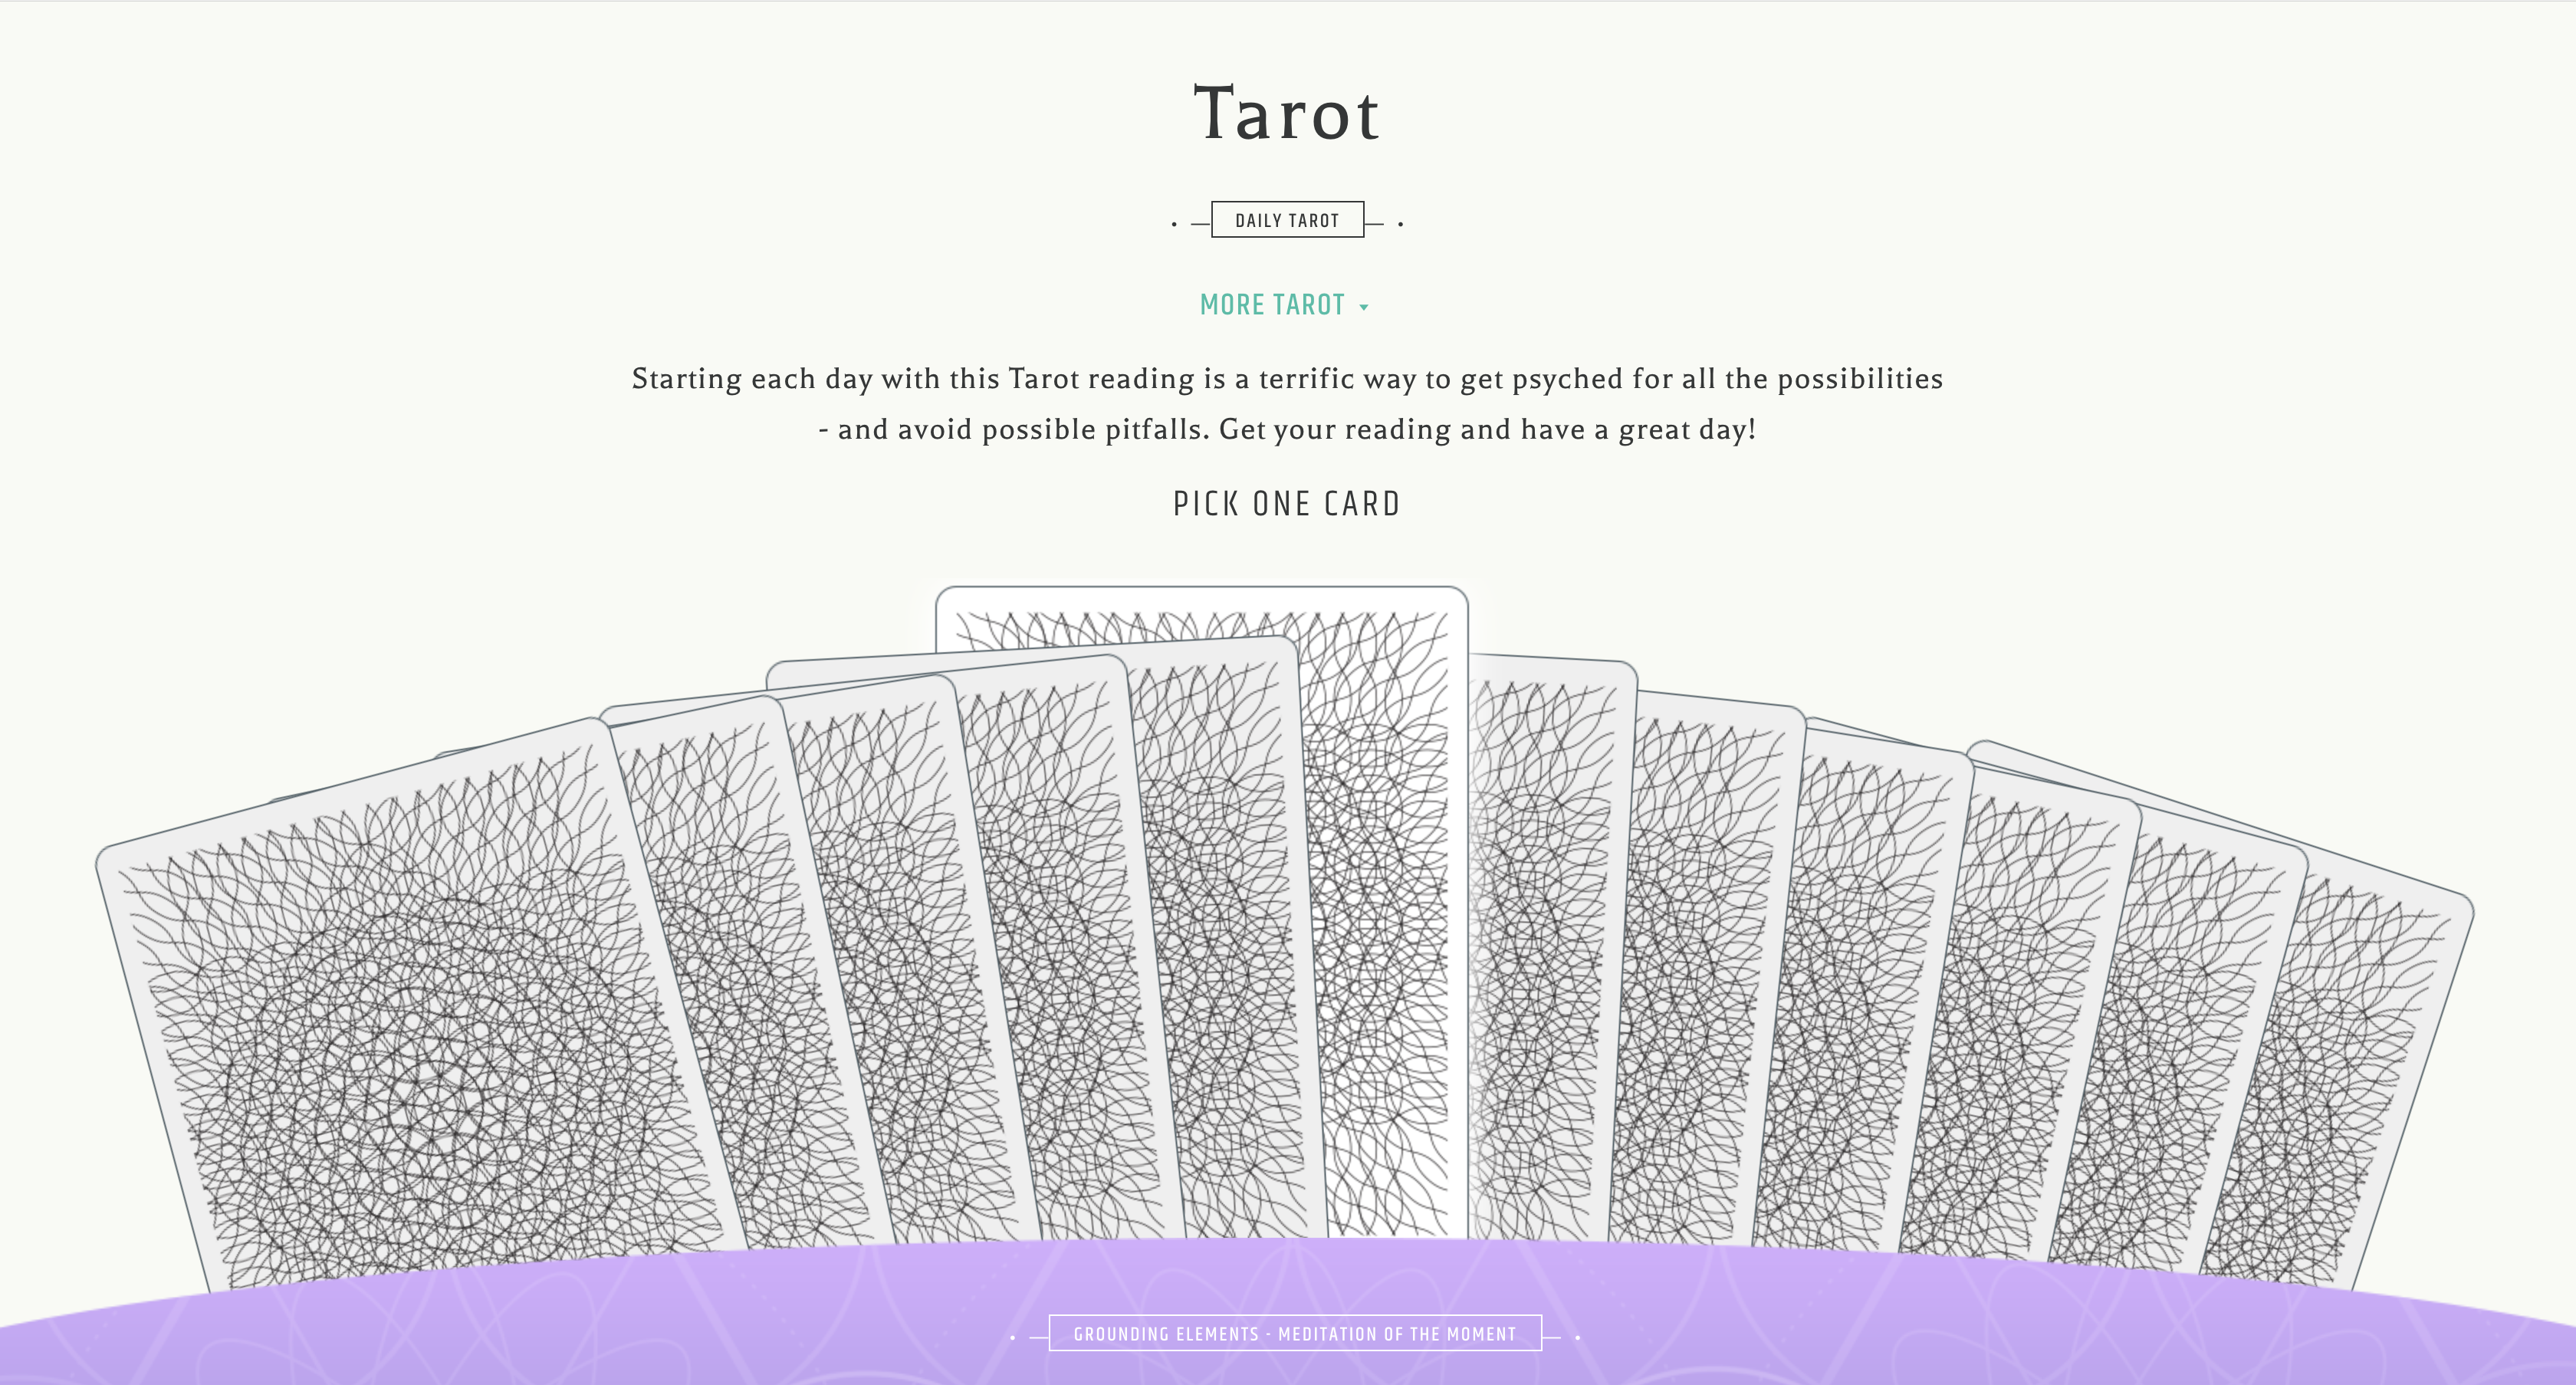 Tarot
DAILY TAROT
MORE TAROT
Starting each day with this Tarot reading is a terrific way to get psyched for all the possibilities
- and avoid possible pitfalls. Get your reading and have a great day!
PICK ONE CARD
GROUNDING ELEMENTS - MEDITATION OF THE MOMENT